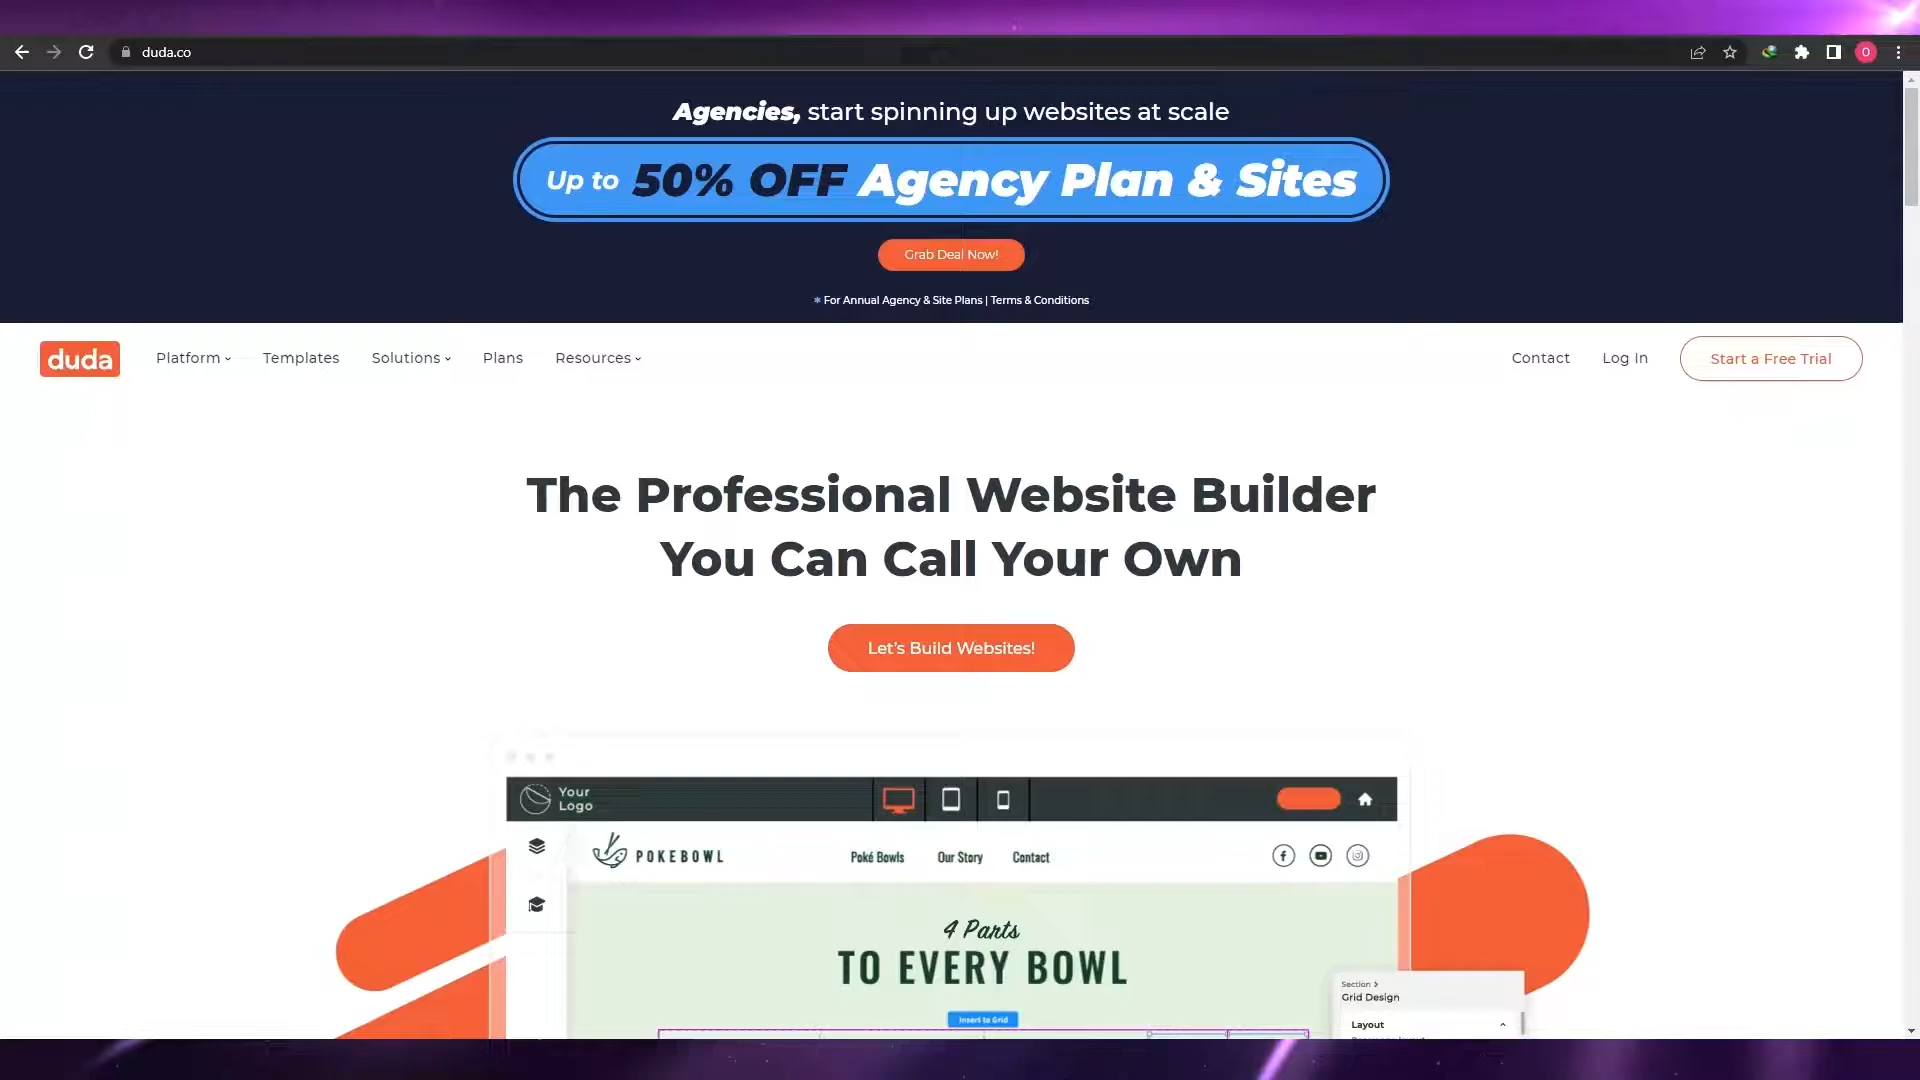 duda.co
O
Agencies, start spinning up websites at scale
Up to 50% OFF Agency Plan & Sites
Grab Deal Now!
* For Annual Agency & Site Plans | Terms & Conditions
duda Platform Templates Solutions Plans Resources Contact Log In Start a Free Trial
The Professional Website Builder
You Can Call Your Own
Let's Build Websites!
Your
Logo
POKEBOWL Poké Bowls Our Story Contact
4 Parts
TO EVERY BOWL
Section >
Grid Design
Insert to Grid
Layout